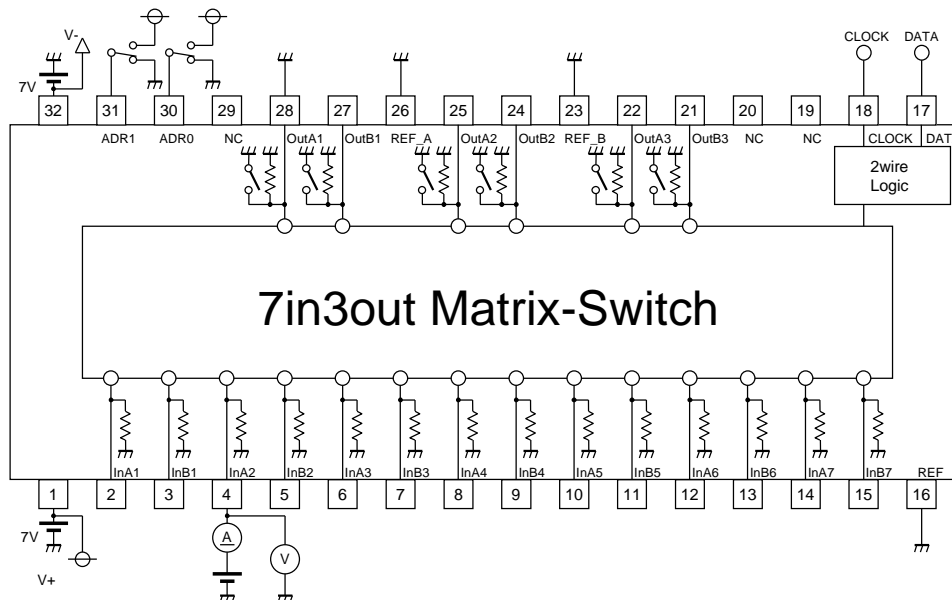 V-
CLOCK DATA
7V
32 31 30 29 28 27 26 25 24 23 22 21 20 19 18 17
ADR1 ADR0 NC OutA1 OutB1 REF_A OutA2 OutB2 REF_B OutA3 OutB3 NC NC CLOCK DAT
2wire
Logic
7in3out Matrix-Switch
InA1 InB1 InA2 InB2 InA3 InB3 InA4 InB4 InA5 InB5 InA6 InB6 InA7 InB7 REF
1 2 3 4 5 6 7 8 9 10 11 12 13 14 15 16
7V
A
V
V+